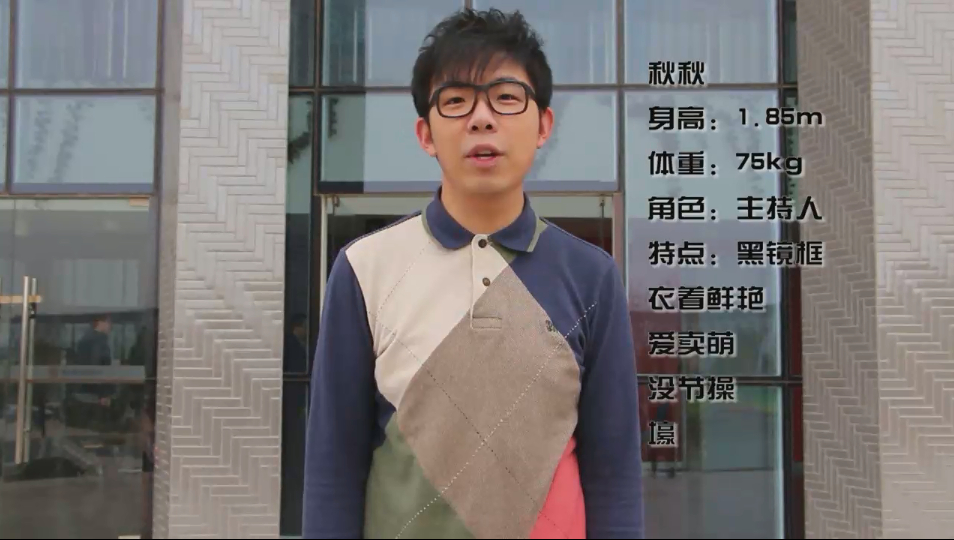 秋秋
身高：1.85m
体重：75kg
角色：主持人
特点：黑镜框
衣着鲜艳
爱卖萌
没节操
壕